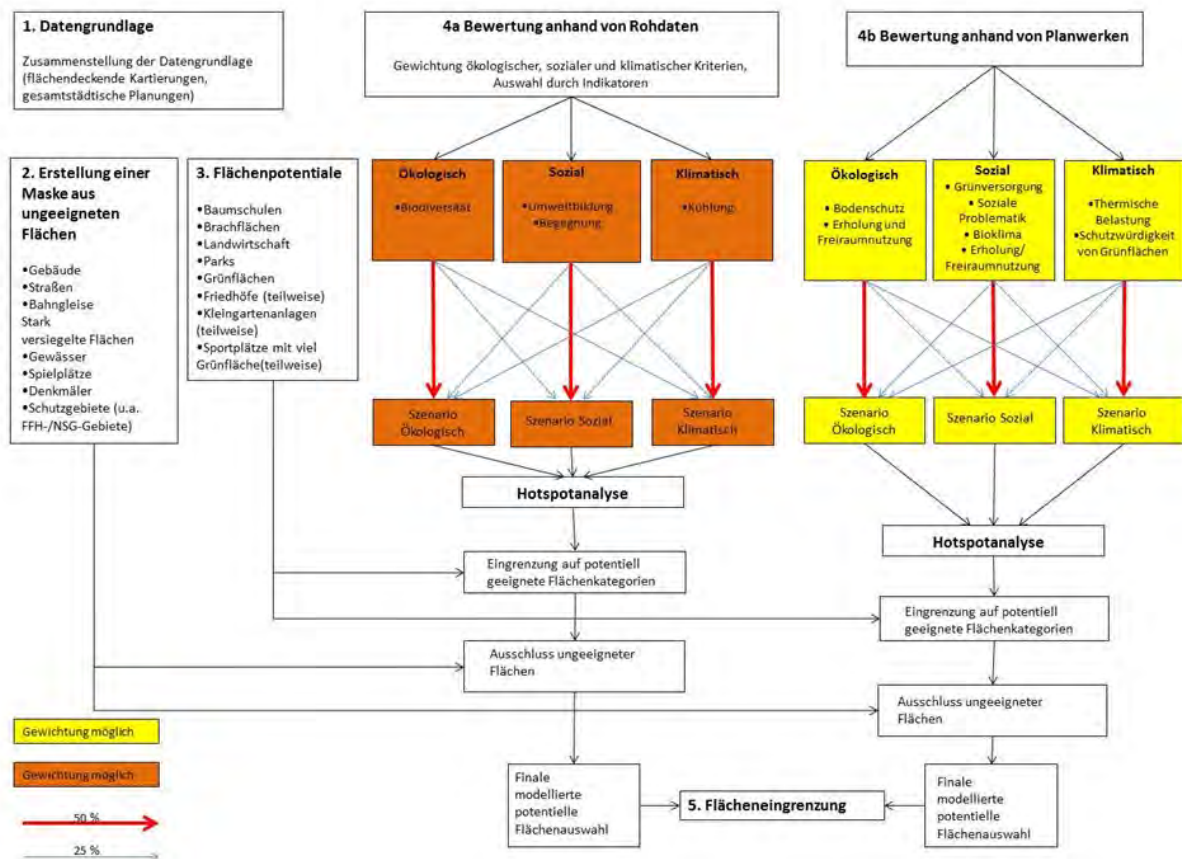 1. Datengrundlage
Zusammenstellung der Datengrundlage
(flächendeckende Kartierungen,
gesamtstädtische Planungen)
2. Erstellung einer
Maske aus
ungeeigneten
Flächen
•Gebäude
•Straßen
•Bahngleise
Stark
versiegelte Flächen
•Gewässer
•Spielplätze
•Denkmäler
•Schutzgebiete (u.a.
FFH-/NSG-Gebiete)
3. Flächenpotentiale
•Baumschulen
•Brachflächen
•Landwirtschaft
•Parks
•Grünflächen
•Friedhöfe (teilweise)
•Kleingartenanlagen
(teilweise)
•Sportplätze mit viel
Grünfläche(teilweise)
4a Bewertung anhand von Rohdaten
Gewichtung ökologischer, sozialer und klimatischer Kriterien,
Auswahl durch Indikatoren
Ökologisch
•Biodiversität
Sozial
•Umweltbildung
•Begegnung
Klimatisch
•Kühlung
Szenario
Ökologisch
Szenario Sozial
Szenario
Klimatisch
Hotspotanalyse
Eingrenzung auf potentiell
geeignete Flächenkategorien
Ausschluss ungeeigneter
Flächen
Finale
modellierte
potentielle
Flächenauswahl
4b Bewertung anhand von Planwerken
Ökologisch
•Bodenschutz
•Erholung und
Freiraumnutzung
Sozial
•Grünversorgung
•Soziale
Problematik
•Bioklima
•Erholung/
Freiraumnutzung
Klimatisch
•Thermische
Belastung
•Schutzwürdigkeit
von Grünflächen
Szenario
Ökologisch
Szenario Sozial
Szenario
Klimatisch
Hotspotanalyse
Eingrenzung auf potentiell
geeignete Flächenkategorien
Ausschluss ungeeigneter
Flächen
Finale
modellierte
potentielle
Flächenauswahl
5. Flächeneingrenzung
Gewichtung möglich
Gewichtung möglich
50 %
25 %